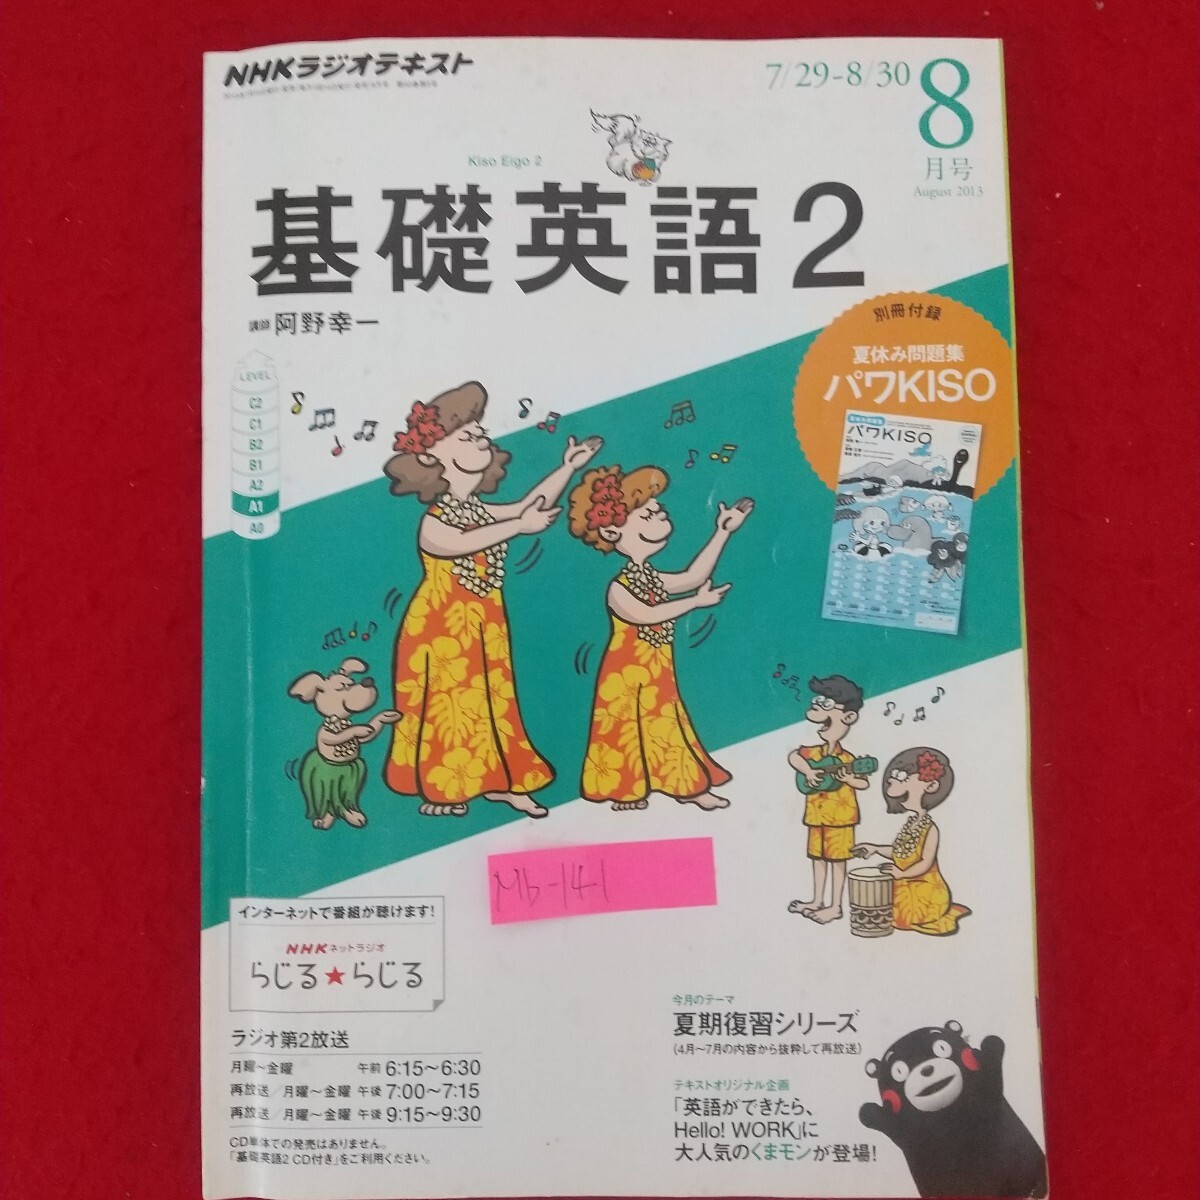 NHKラジオテキスト
7/29-8/30
8
月号
August 2013
Kiso Eigo 2
基礎英語2
講師 阿野幸一
別冊付録
夏休み問題集
パワKISO
パワKISO
LEVEL
C2
C1
B2
B1
A2
A1
A0
Mb-141
インターネットで番組が聴けます!
NHKネットラジオ
らじる★らじる
ラジオ第2放送
月曜〜金曜 午前 6:15〜6:30
再放送/月曜〜金曜 午後 7:00〜7:15
再放送/月曜〜金曜 午後 9:15〜9:30
CD単体での発売はありません。
「基礎英語2 CD付き」をご利用ください。
今月のテーマ
夏期復習シリーズ
(4月〜7月の内容から抜粋して再放送)
テキストオリジナル企画
「英語ができたら、
Hello! WORK」に
大人気のくまモンが登場!